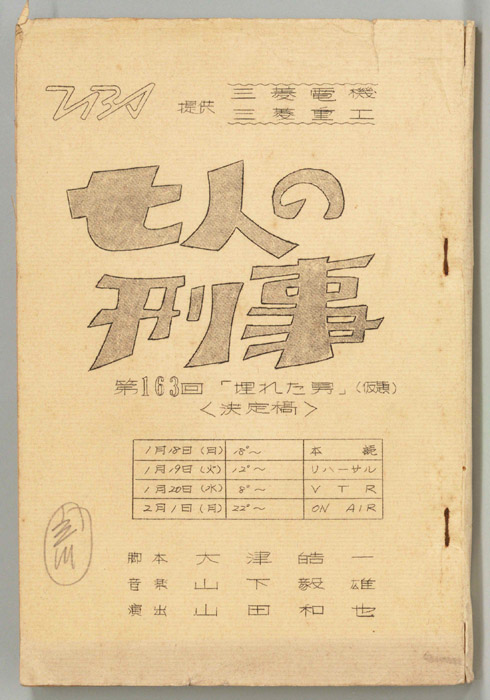 提供 三菱電機
三菱重工
七人の
刑事
第163回「埋れた男」(仮題)
<決定稿>
1月18日(月) 18°～ 本読
1月19日(火) 12°～ リハーサル
1月20日(水) 8°～ VTR
2月1日(月) 22°～ ON AIR
脚本 大津皓一
音楽 山下毅雄
演出 山田和也